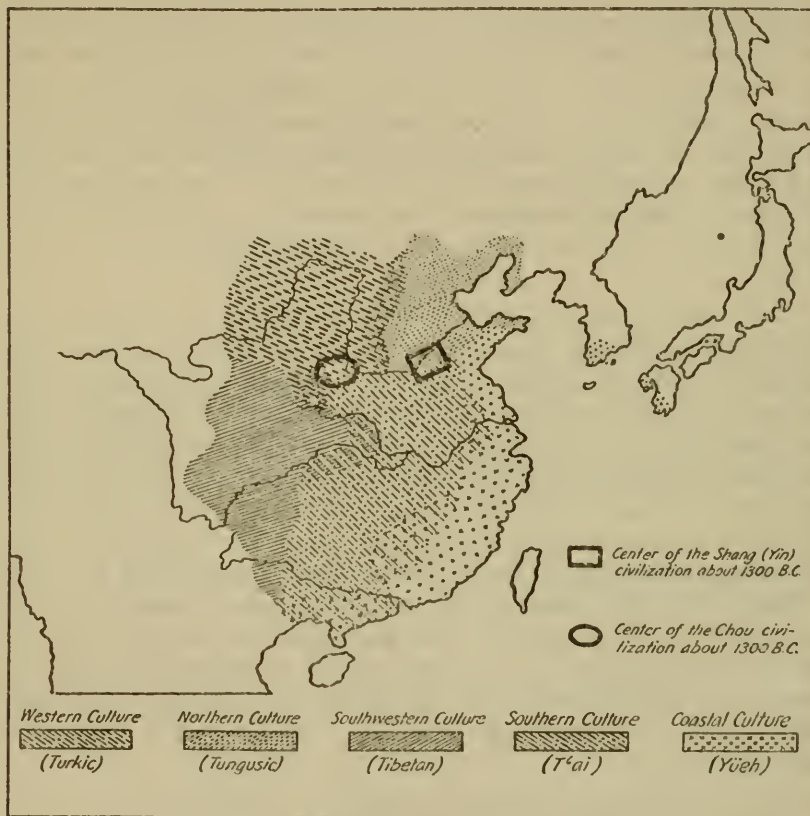 Center of the Shang (Yin)
civilization about 1300 B.C.
Center of the Chou civi-
lization about 1300 B.C.
Western Culture
(Turkic)
Northern Culture
(Tungusic)
Southwestern Culture
(Tibetan)
Southern Culture
(Tʿai)
Coastal Culture
(Yüeh)